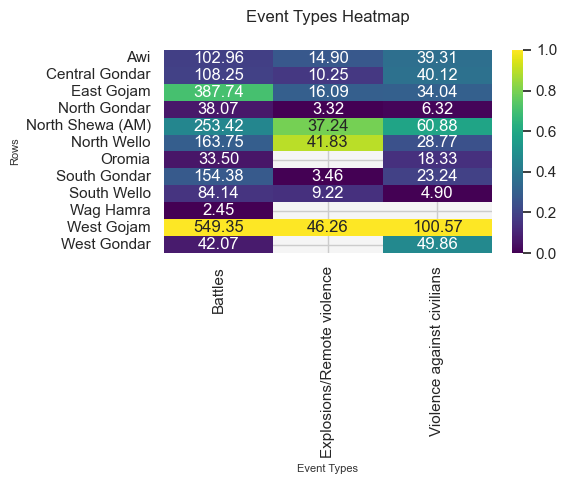 Event Types Heatmap
Awi 102.96 14.90 39.31
Central Gondar 108.25 10.25 40.12
East Gojam 387.74 16.09 34.04
North Gondar 38.07 3.32 6.32
North Shewa (AM) 253.42 37.24 60.88
North Wello 163.75 41.83 28.77
Oromia 33.50 18.33
South Gondar 154.38 3.46 23.24
South Wello 84.14 9.22 4.90
Wag Hamra 2.45
West Gojam 549.35 46.26 100.57
West Gondar 42.07 49.86
Rows
1.0
0.8
0.6
0.4
0.2
0.0
Battles
Explosions/Remote violence
Violence against civilians
Event Types